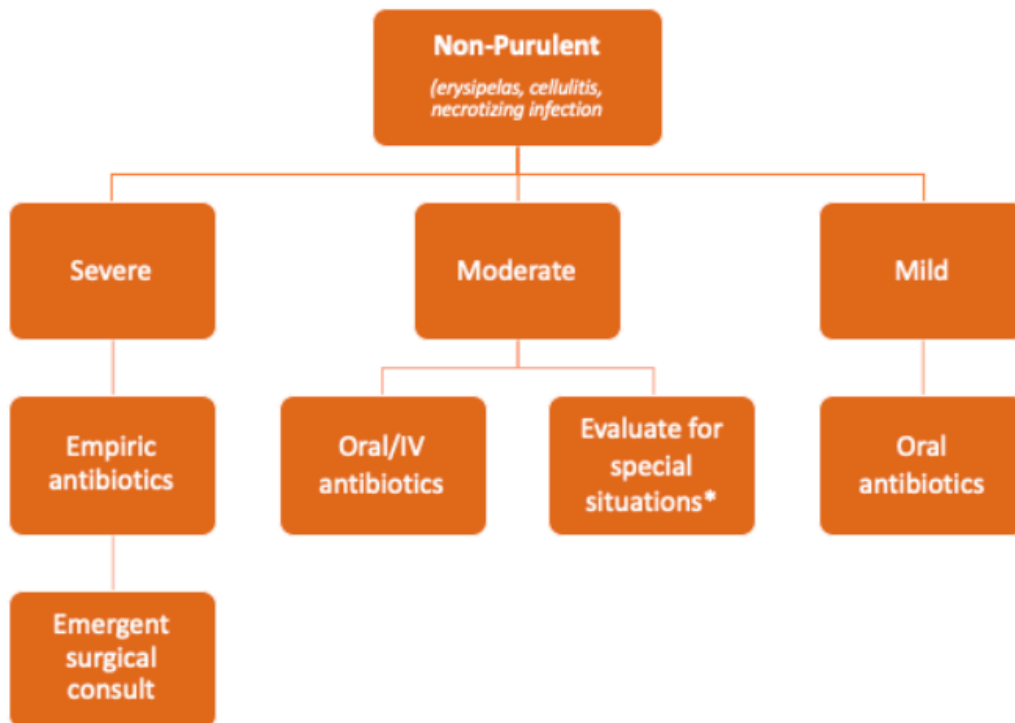 Non-Purulent
(erysipelas, cellulitis,
necrotizing infection
Severe
Moderate
Mild
Empiric
antibiotics
Oral/IV
antibiotics
Evaluate for
special
situations*
Oral
antibiotics
Emergent
surgical
consult